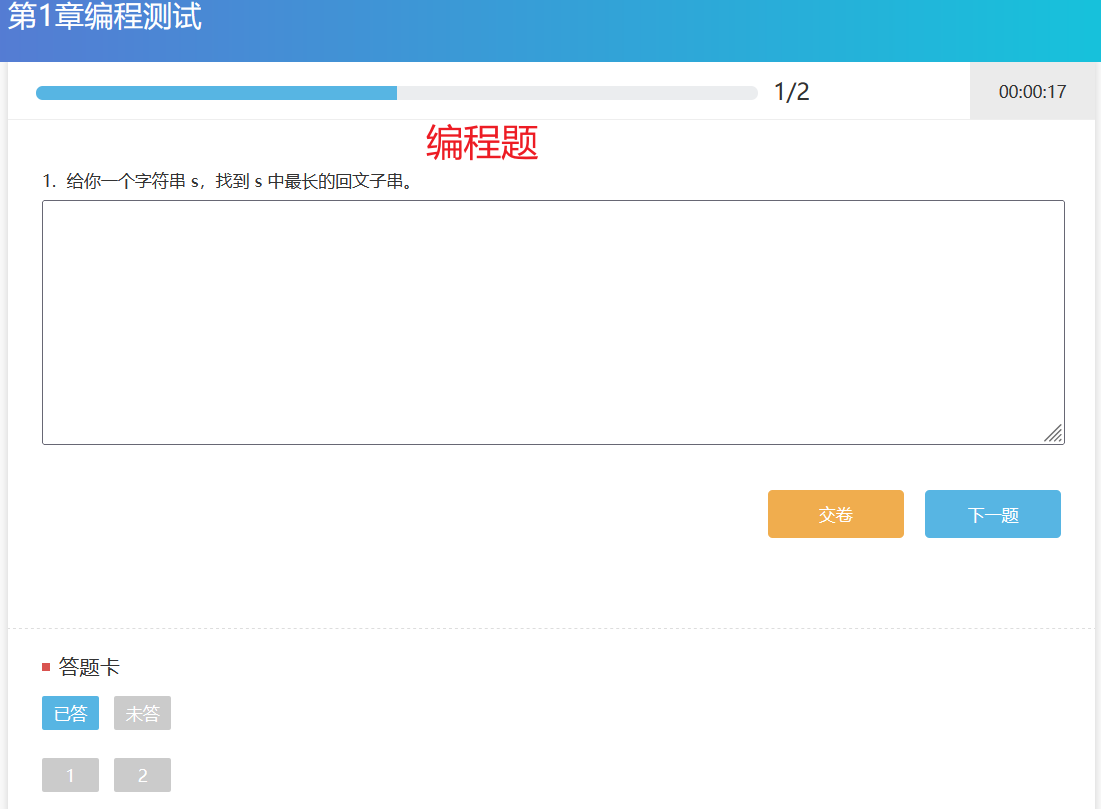 第1章编程测试
1/2
00:00:17
编程题
1. 给你一个字符串 s，找到 s 中最长的回文子串。
交卷
下一题
答题卡
已答
未答
1
2